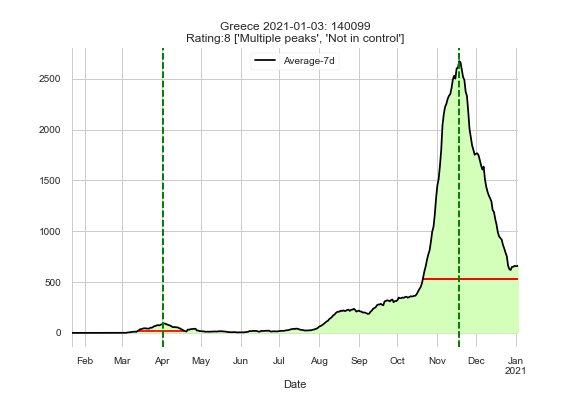 Greece 2021-01-03: 140099
Rating:8 ['Multiple peaks', 'Not in control']
Average-7d
2500
2000
1500
1000
500
0
Feb Mar Apr May Jun Jul Aug Sep Oct Nov Dec Jan
2021
Date